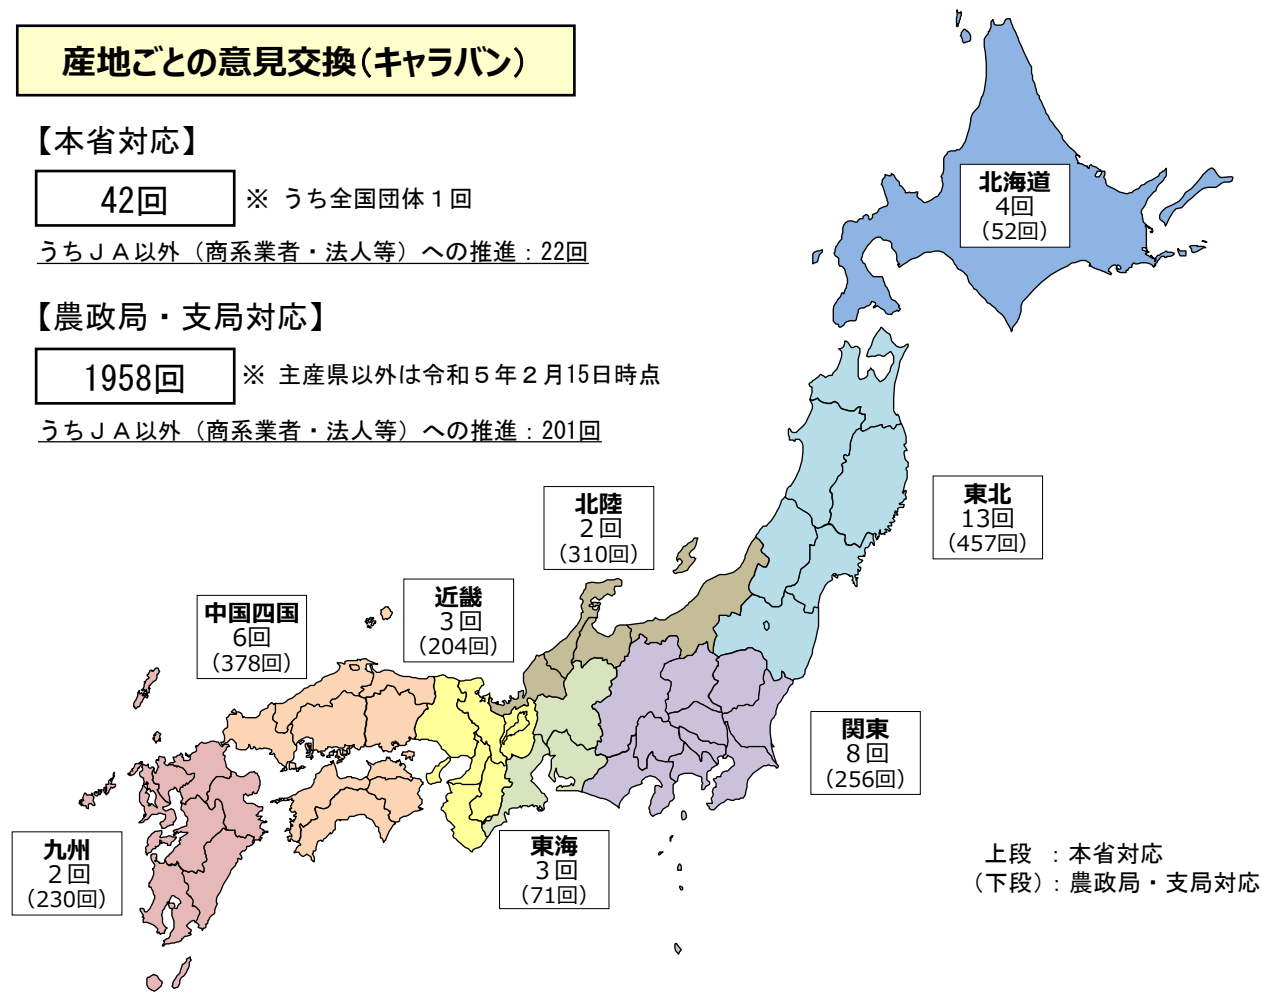 産地ごとの意見交換(キャラバン)
【本省対応】
42回
※ うち全国団体１回
うちＪＡ以外（商系業者・法人等）への推進：22回
【農政局・支局対応】
1958回
※ 主産県以外は令和５年２月15日時点
うちＪＡ以外（商系業者・法人等）への推進：201回
北海道
4回
(52回)
東北
13回
(457回)
北陸
2回
(310回)
近畿
3回
(204回)
中国四国
6回
(378回)
関東
8回
(256回)
東海
3回
(71回)
九州
2回
(230回)
上段 ：本省対応
（下段）：農政局・支局対応